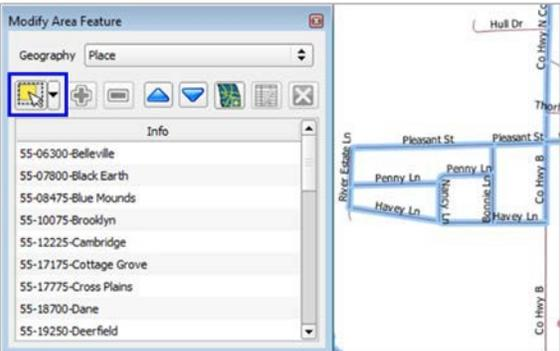 Modify Area Feature
Geography Place
Info
55-06300-Belleville
55-07800-Black Earth
55-08475-Blue Mounds
55-10075-Brooklyn
55-12225-Cambridge
55-17175-Cottage Grove
55-17775-Cross Plains
55-18700-Dane
55-19250-Deerfield
Hull Dr
Co Hwy N
Pleasant St
Pleasant St
River Estate Ln
Penny Ln
Penny Ln
Co Hwy B
Nancy Ln
Bonnie Ln
Havey Ln
Havey Ln
Co Hwy B